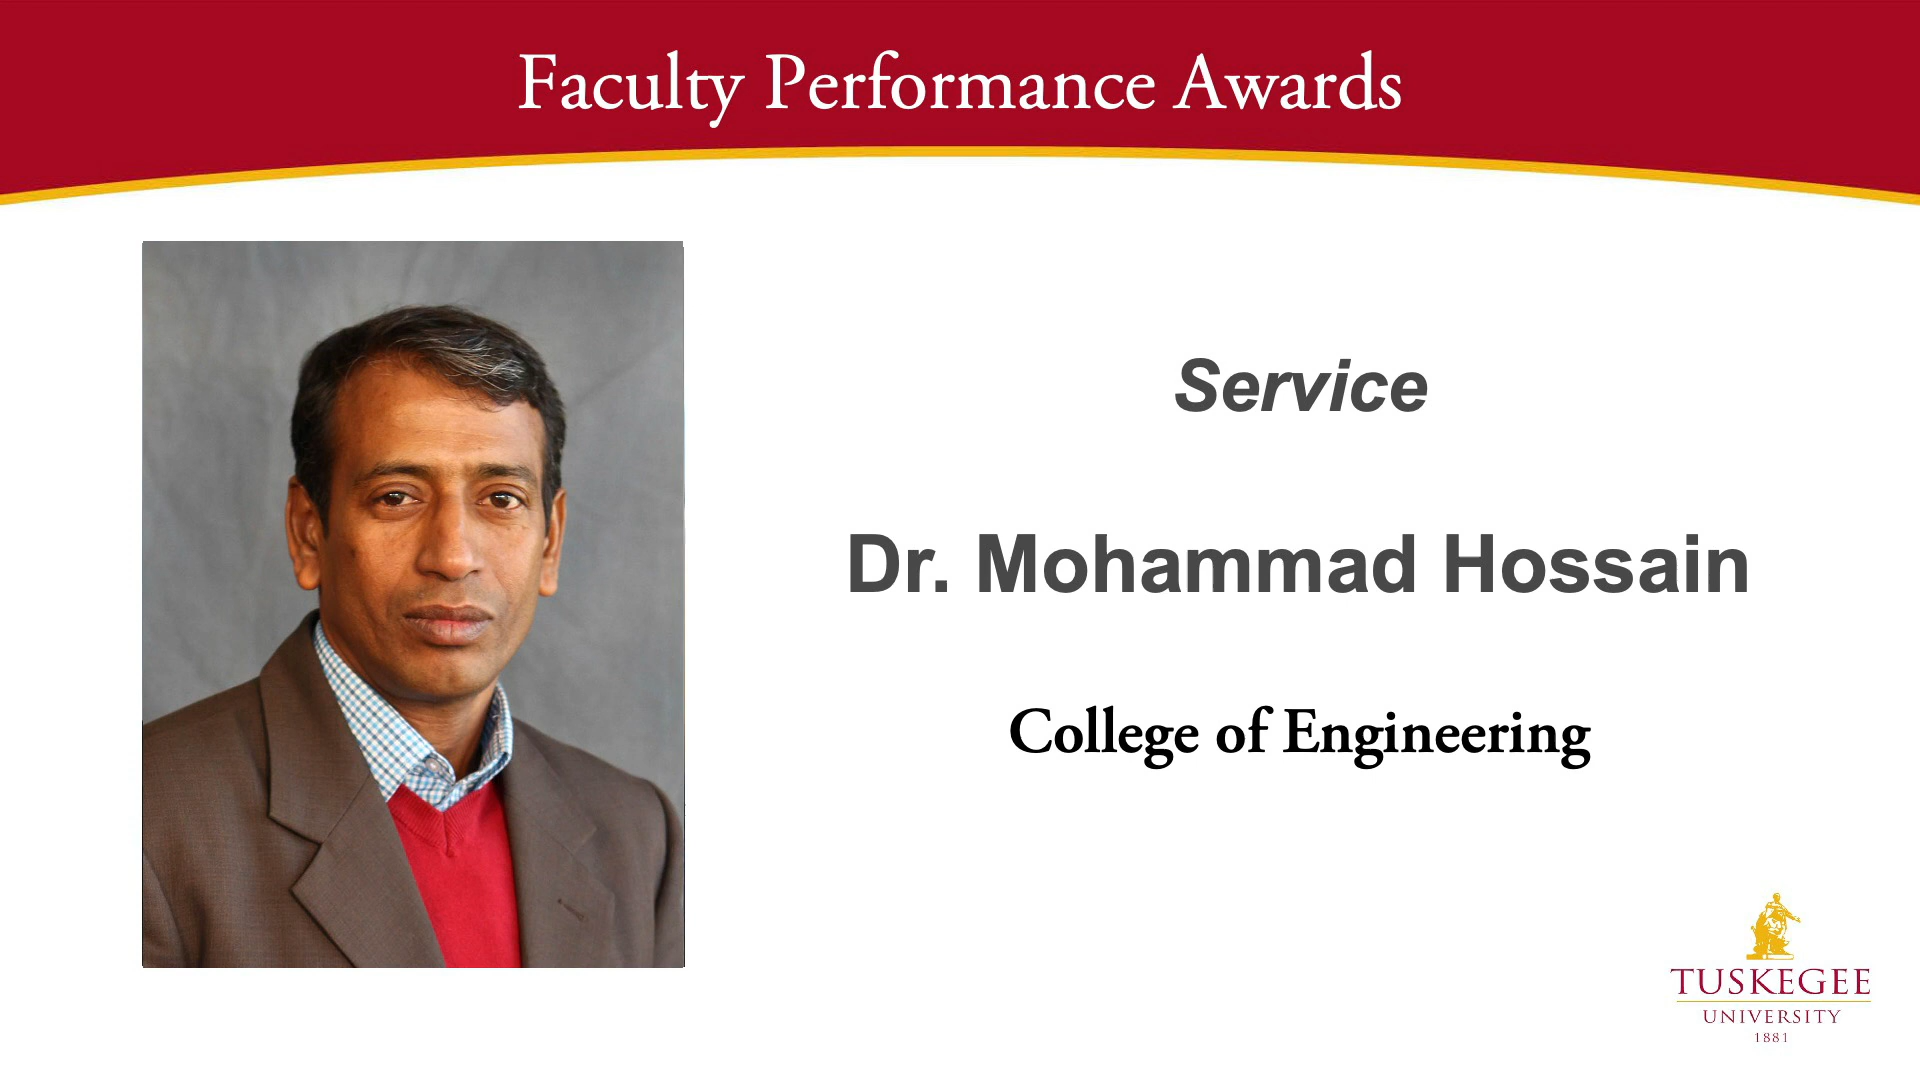 Faculty Performance Awards
Service
Dr. Mohammad Hossain
College of Engineering
TUSKEGEE
UNIVERSITY
1881